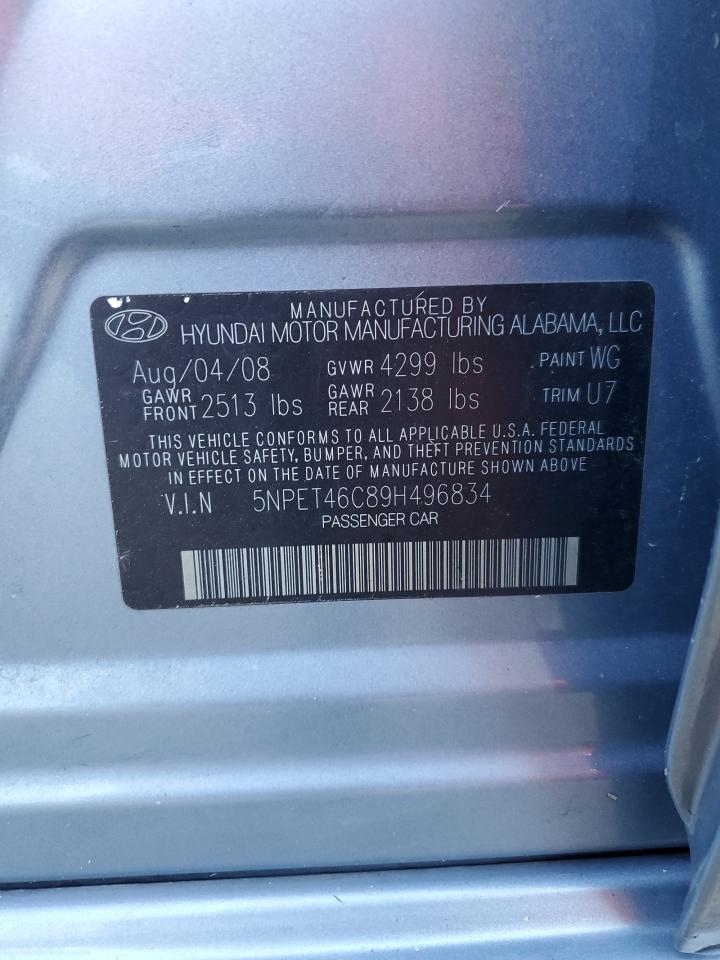 MANUFACTURED BY
HYUNDAI MOTOR MANUFACTURING ALABAMA, LLC
Aug/04/08 GVWR 4299 lbs PAINT WG
GAWR FRONT 2513 lbs GAWR REAR 2138 lbs TRIM U7
THIS VEHICLE CONFORMS TO ALL APPLICABLE U.S.A. FEDERAL
MOTOR VEHICLE SAFETY, BUMPER, AND THEFT PREVENTION STANDARDS
IN EFFECT ON THE DATE OF MANUFACTURE SHOWN ABOVE
V.I.N 5NPET46C89H496834
PASSENGER CAR